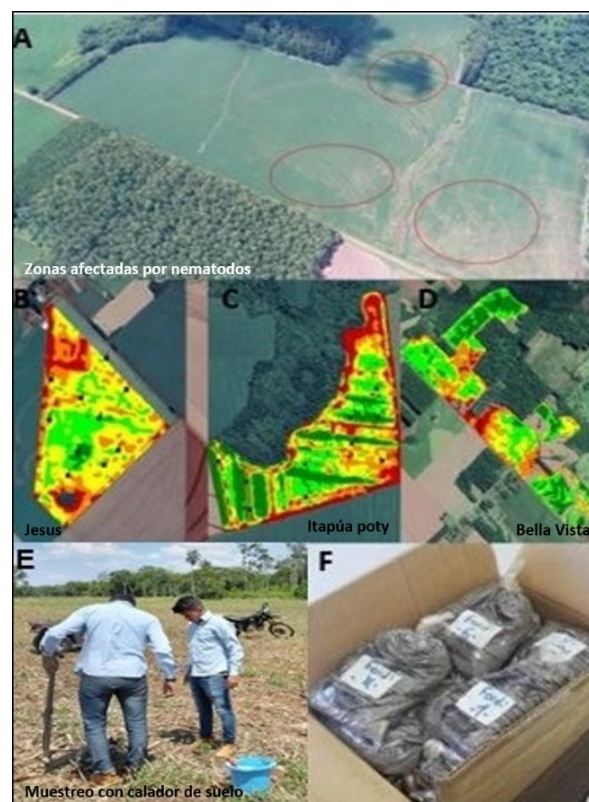 A
Zonas afectadas por nematodos
B
C
D
Jesus
Itapúa poty
Bella Vista
E
F
Muestreo con calador de suelo